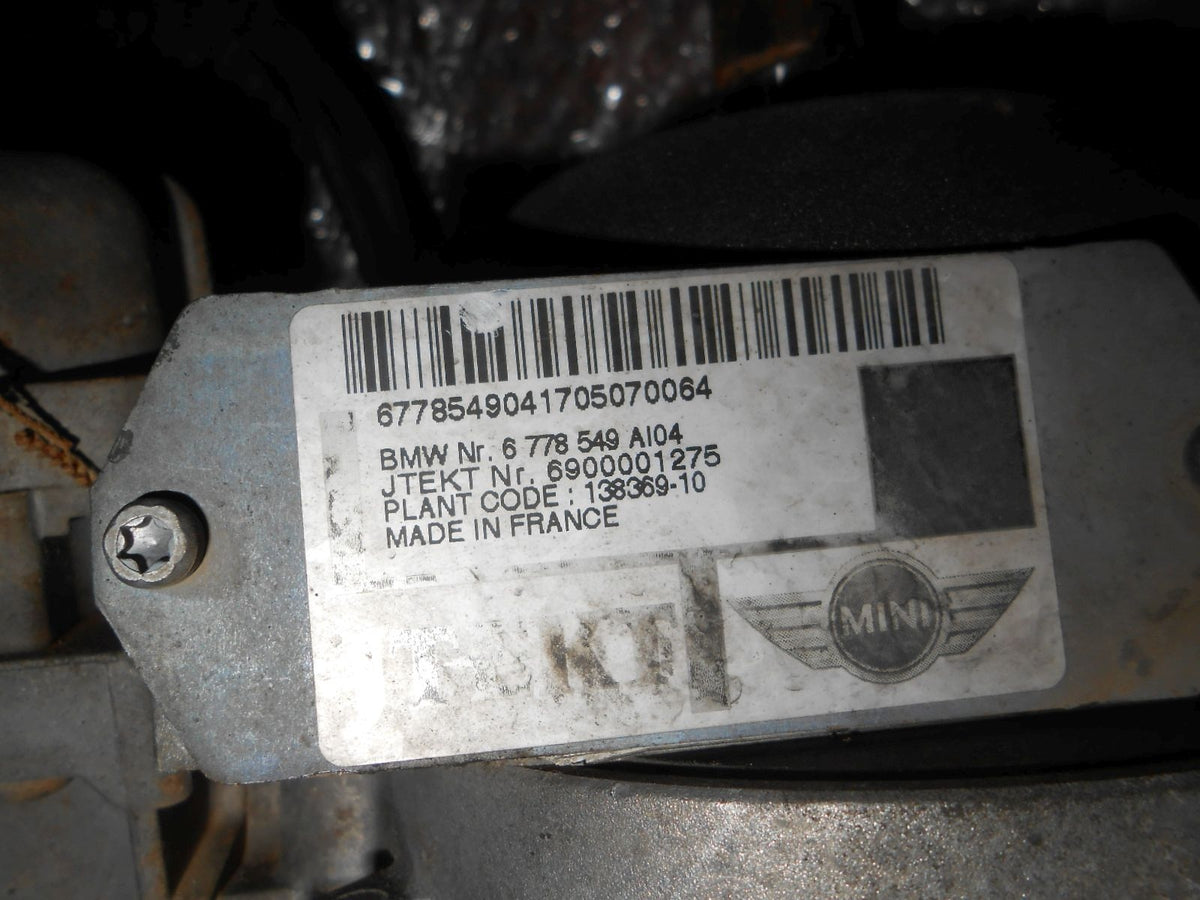 6778549041705070064
BMW Nr. 6 778 549 AI04
JTEKT Nr. 6900001275
PLANT CODE : 138369-10
MADE IN FRANCE
MINI